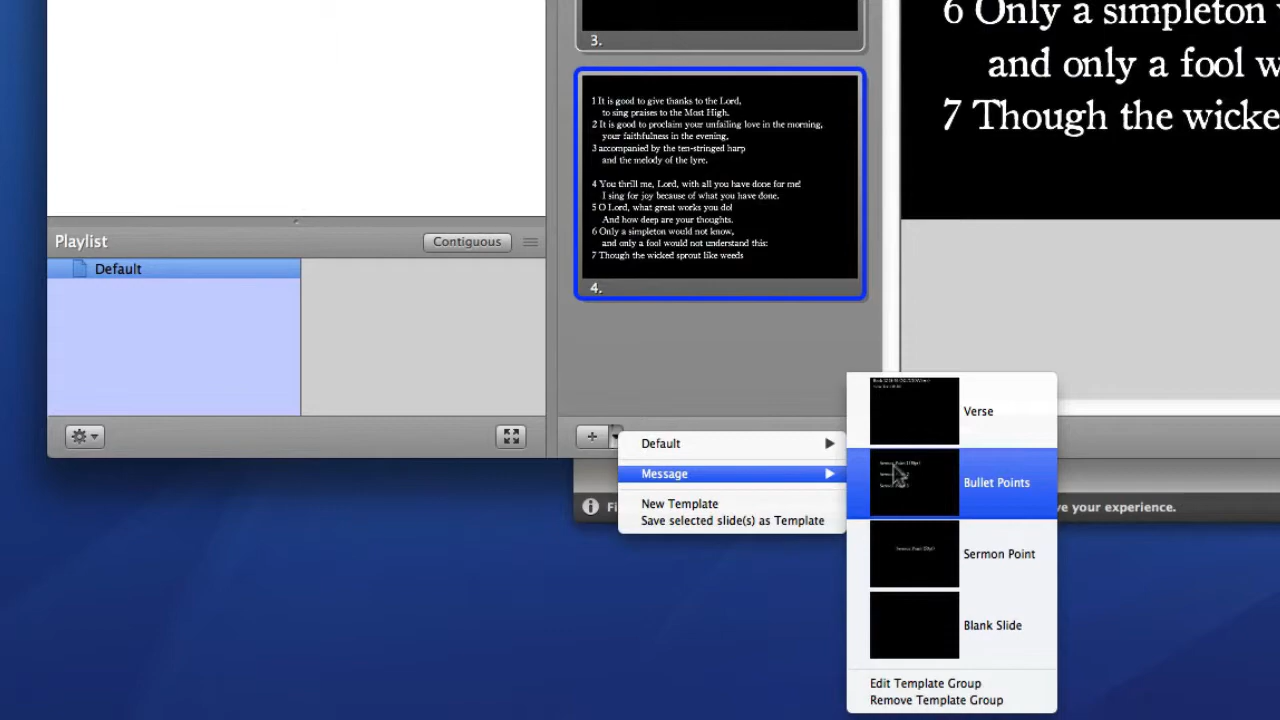 6 Only a simpleton
and only a fool w
7 Though the wicke
3.
1 It is good to give thanks to the Lord,
to sing praises to the Most High.
2 It is good to proclaim your unfailing love in the morning,
your faithfulness in the evening,
3 accompanied by the ten-stringed harp
and the melody of the lyre.
4 You thrill me, Lord, with all you have done for me!
I sing for joy because of what you have done.
5 O Lord, what great works you do!
And how deep are your thoughts.
6 Only a simpleton would not know,
and only a fool would not understand this:
7 Though the wicked sprout like weeds
4.
Playlist
Contiguous
Default
Default
Message
New Template
Save selected slide(s) as Template
Verse
Bullet Points
Sermon Point
Blank Slide
Edit Template Group
Remove Template Group
Fi
ve your experience.